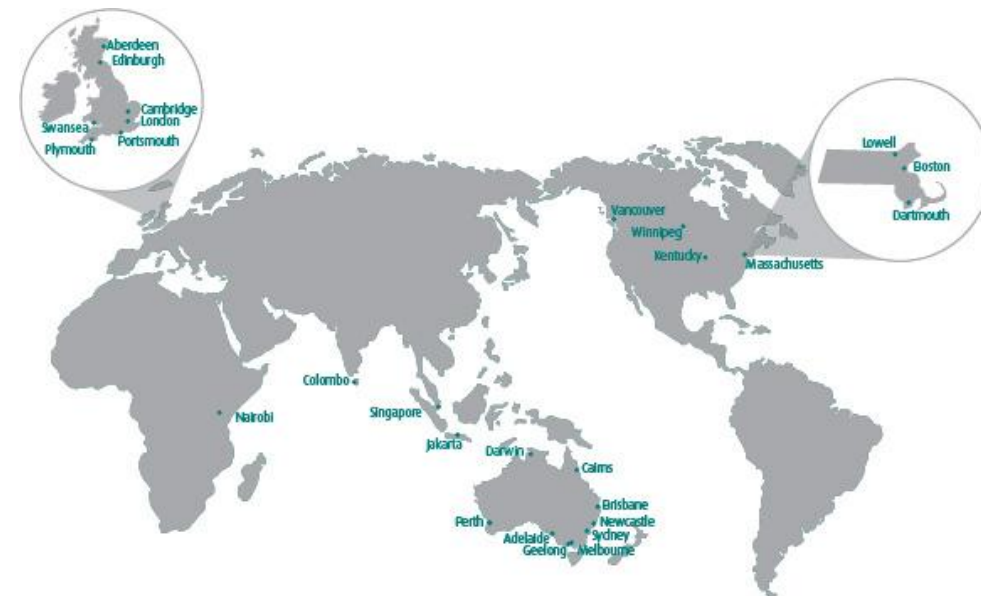 Aberdeen
Edinburgh
Cambridge
London
Swansea
Portsmouth
Plymouth
Lowell
Boston
Dartmouth
Vancouver
Winnipeg
Kentucky
Massachusetts
Colombo
Singapore
Nairobi
Jakarta
Darwin
Cairns
Brisbane
Perth
Newcastle
Sydney
Adelaide
Geelong
Melbourne